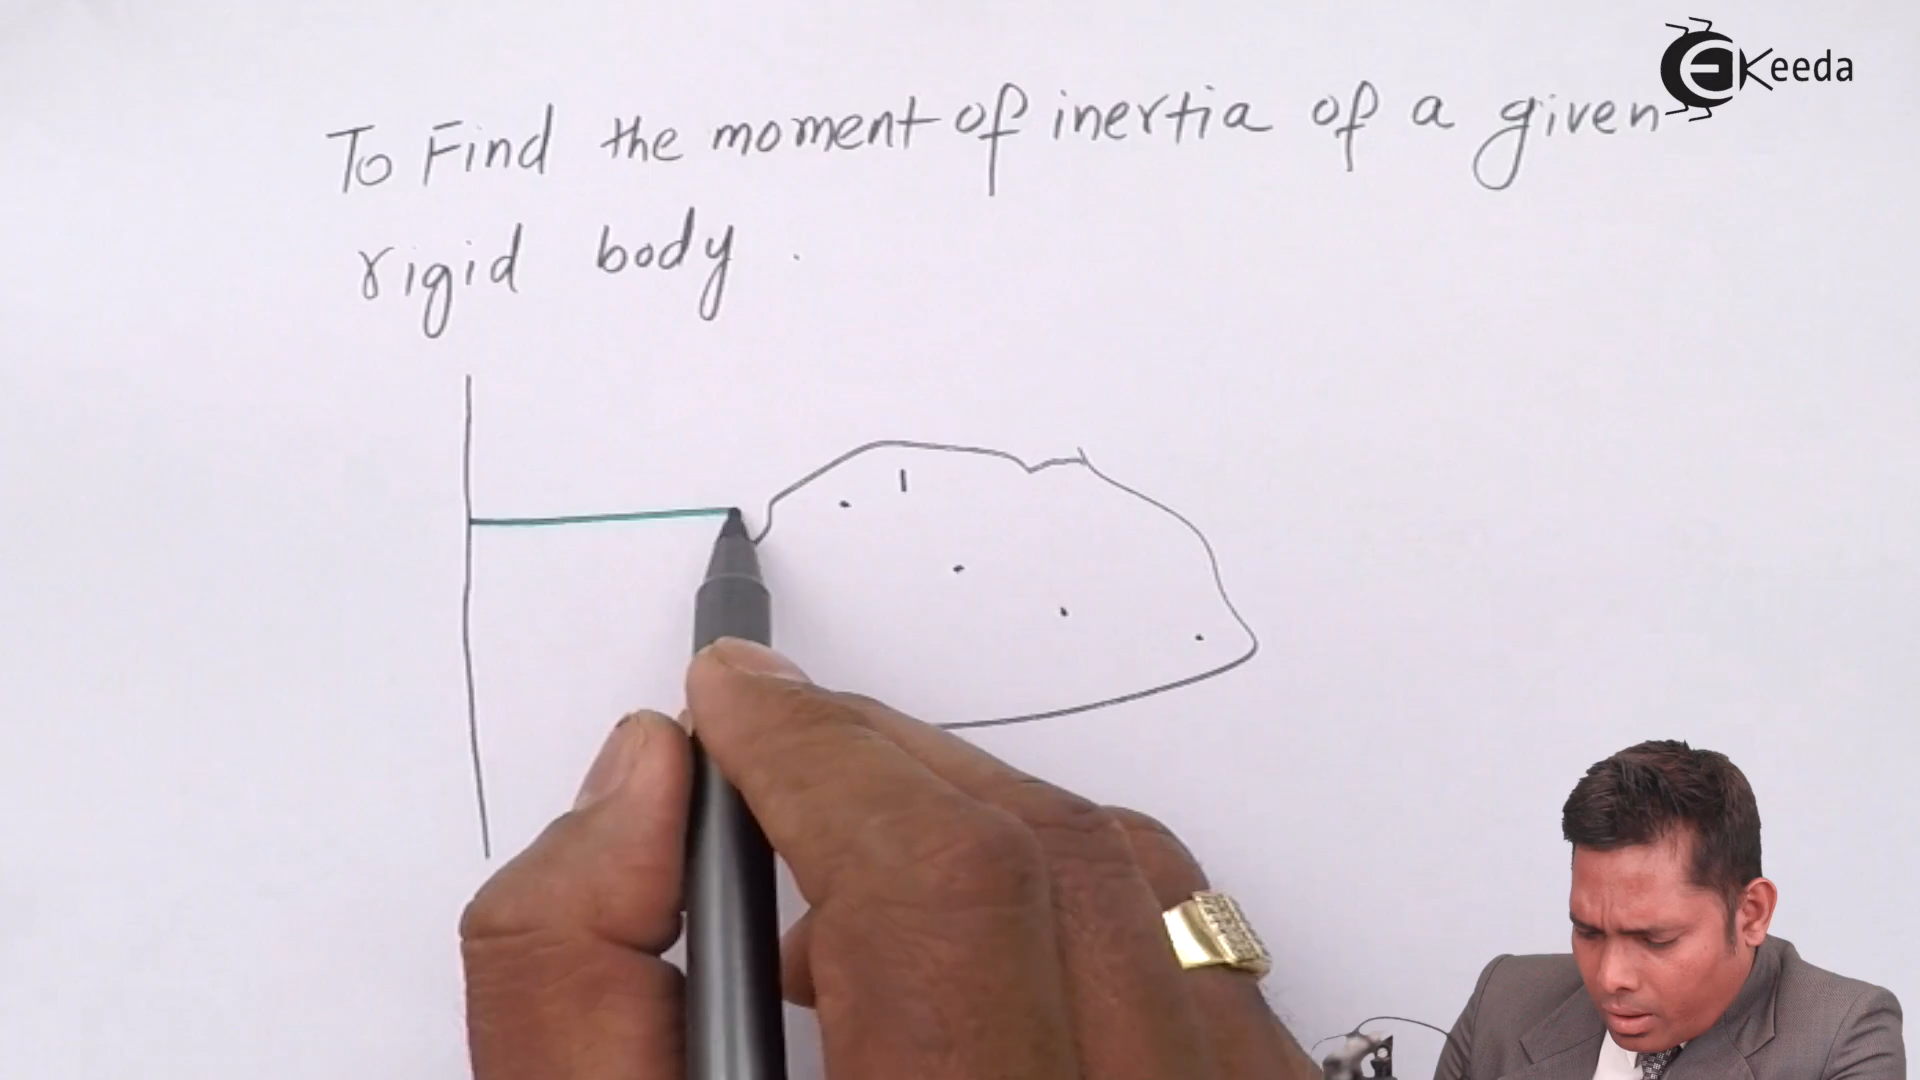 EKeeda
To Find the moment of inertia of a given
rigid body .